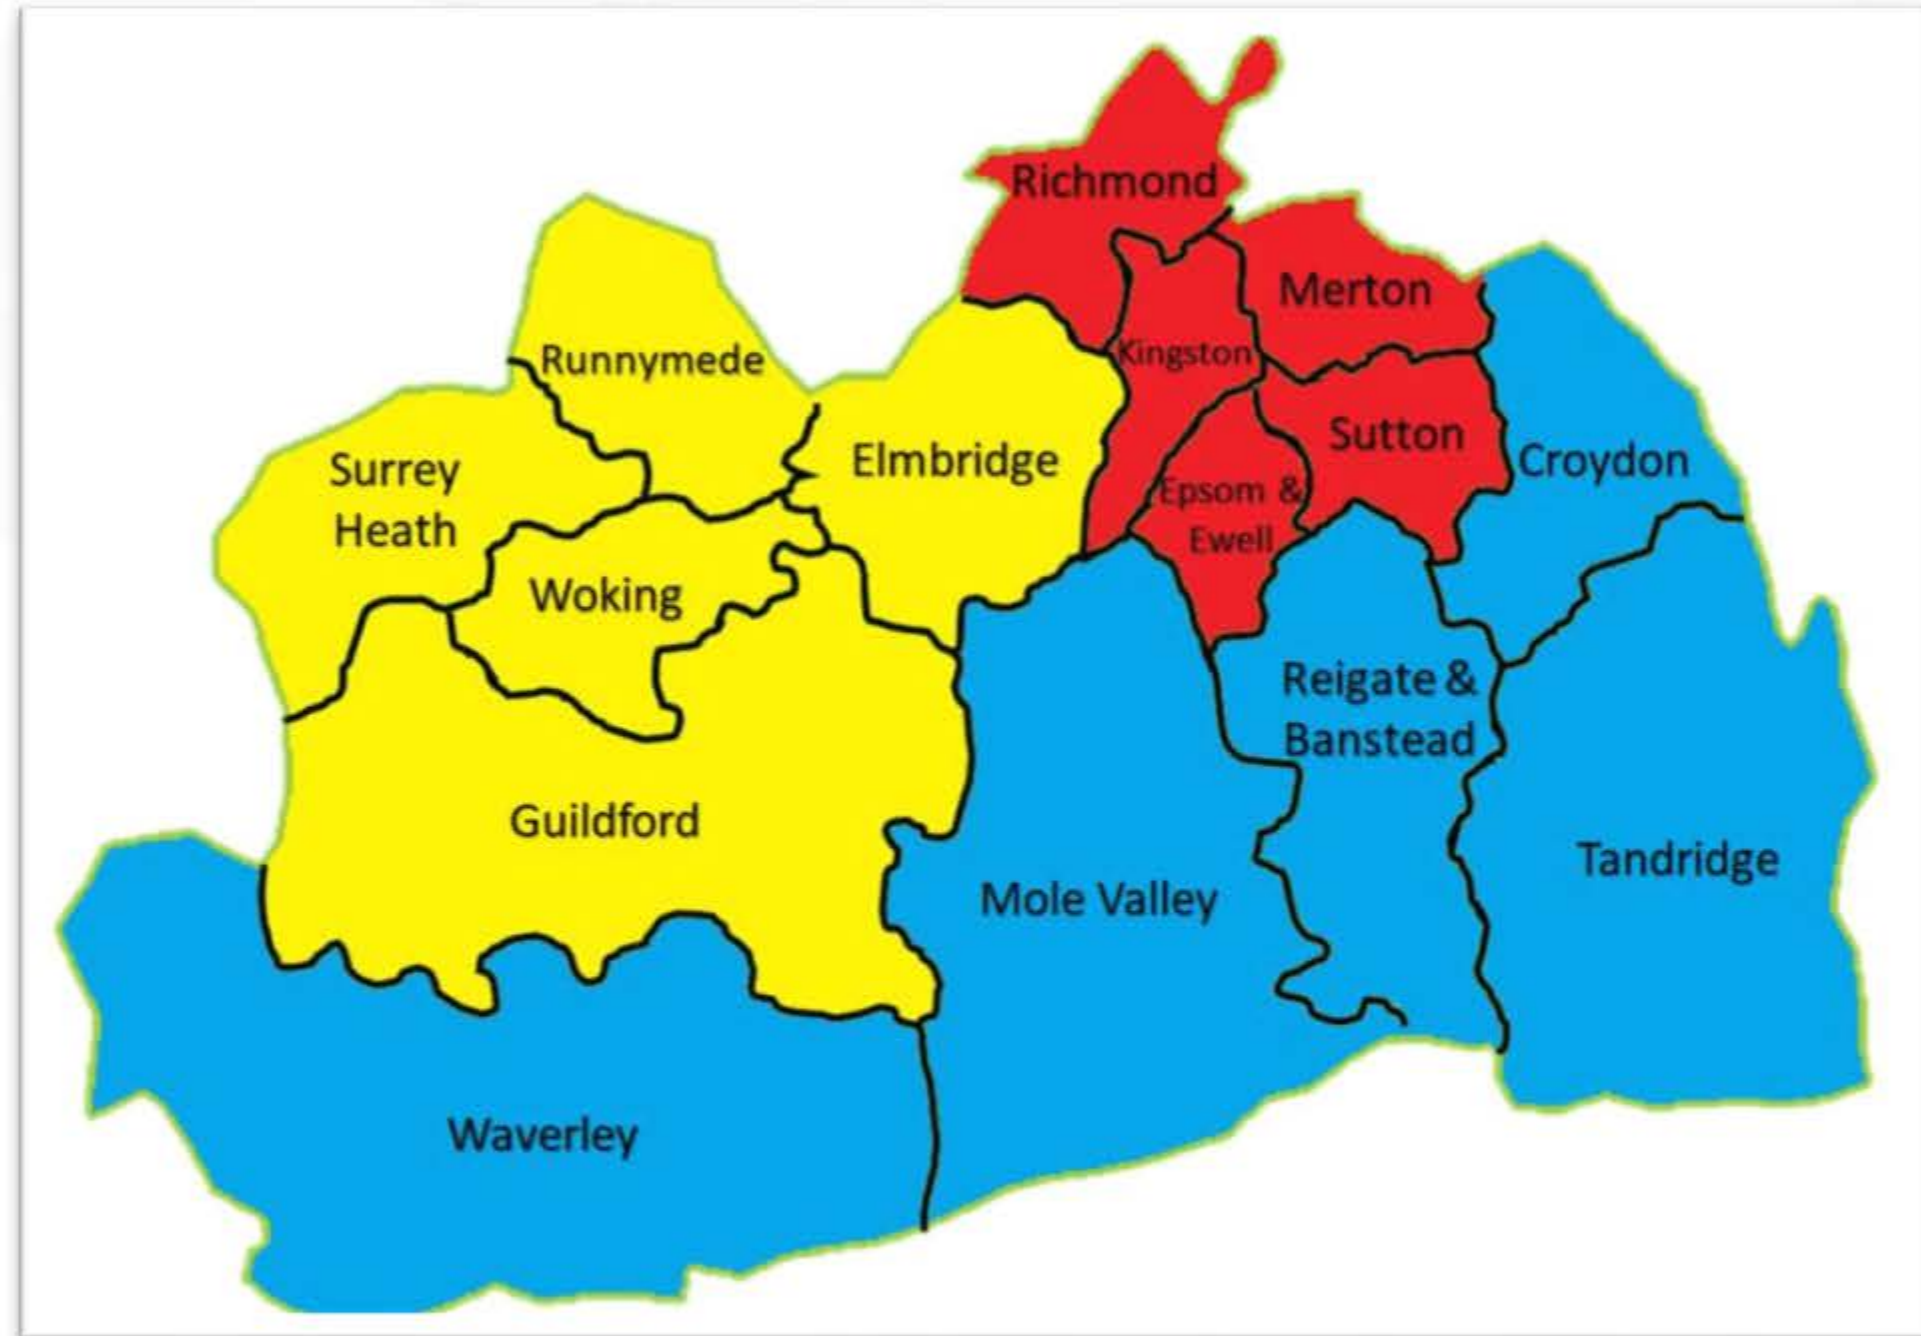 Richmond
Merton
Kingston
Runnymede
Sutton
Elmbridge
Croydon
Surrey
Heath
Epsom &
Ewell
Woking
Reigate &
Banstead
Guildford
Tandridge
Mole Valley
Waverley